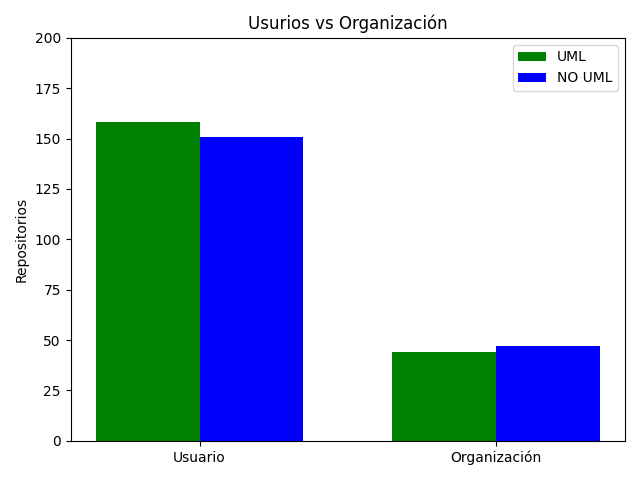 Usurios vs Organización
200
175
150
125
100
75
50
25
0
Repositorios
UML
NO UML
Usuario
Organización